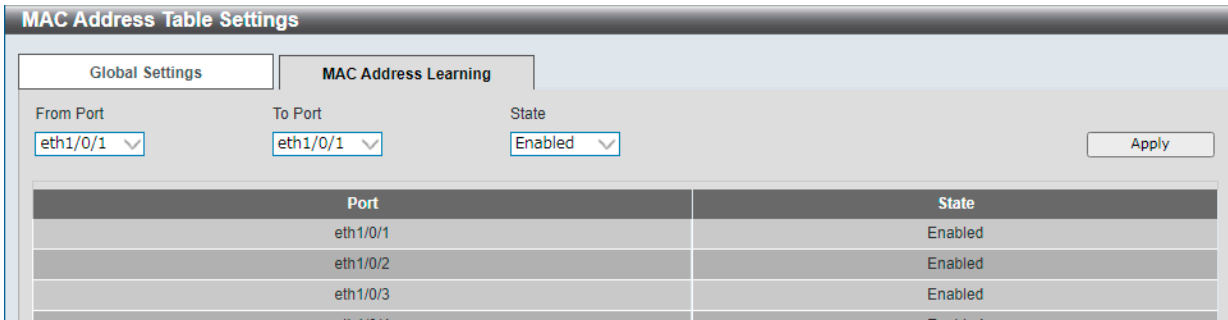 MAC Address Table Settings
Global Settings MAC Address Learning
From Port To Port State
eth1/0/1 eth1/0/1 Enabled Apply
Port State
eth1/0/1 Enabled
eth1/0/2 Enabled
eth1/0/3 Enabled